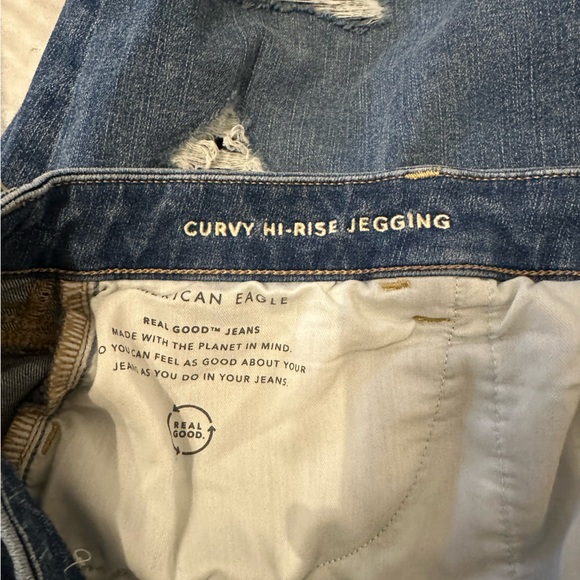 CURVY HI-RISE JEGGING
RICAN EAGLE
REAL GOOD™ JEANS
MADE WITH THE PLANET IN MIND.
O YOU CAN FEEL AS GOOD ABOUT YOUR
JEANS AS YOU DO IN YOUR JEANS.
REAL
GOOD.